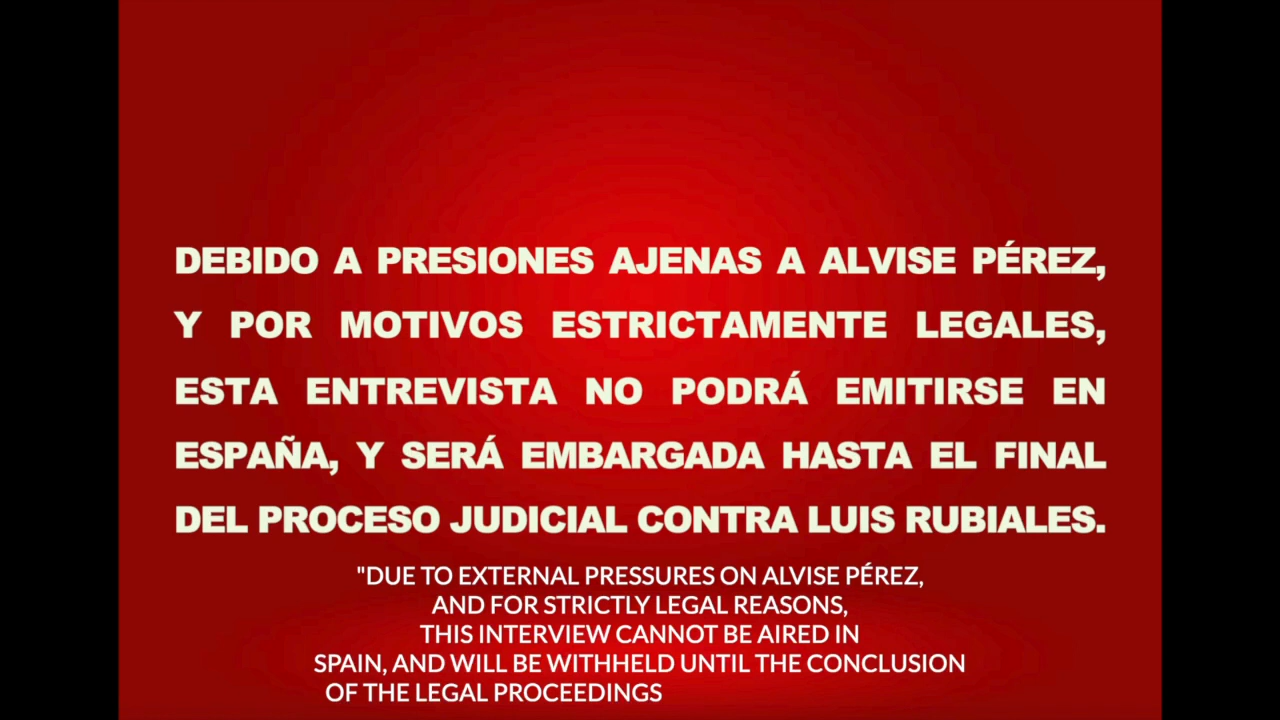 DEBIDO A PRESIONES AJENAS A ALVISE PÉREZ,
Y POR MOTIVOS ESTRICTAMENTE LEGALES,
ESTA ENTREVISTA NO PODRÁ EMITIRSE EN
ESPAÑA, Y SERÁ EMBARGADA HASTA EL FINAL
DEL PROCESO JUDICIAL CONTRA LUIS RUBIALES.
"DUE TO EXTERNAL PRESSURES ON ALVISE PÉREZ,
AND FOR STRICTLY LEGAL REASONS,
THIS INTERVIEW CANNOT BE AIRED IN
SPAIN, AND WILL BE WITHHELD UNTIL THE CONCLUSION
OF THE LEGAL PROCEEDINGS